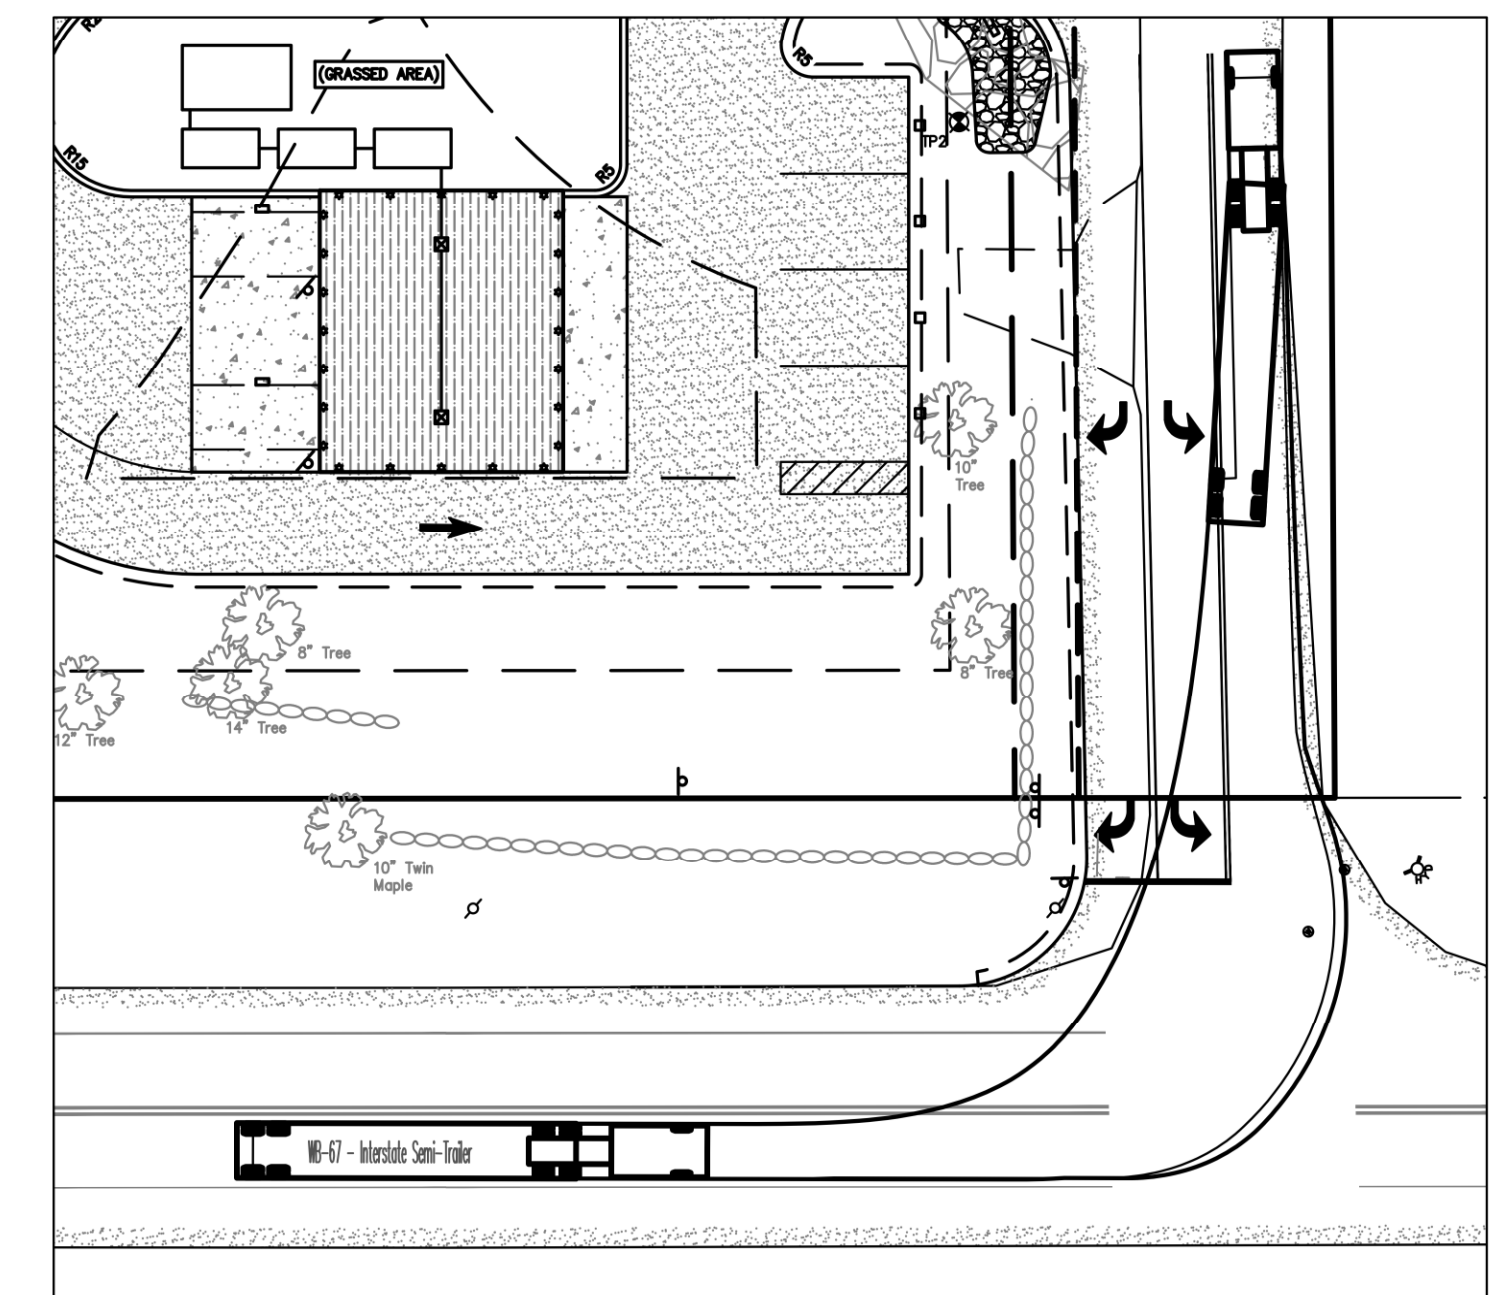 (GRASSED AREA)
R5
R15
R5
TP2
10"
Tree
8" Tree
8" Tree
14" Tree
12" Tree
10" Twin
Maple
WB-67 - Interstate Semi-Trailer